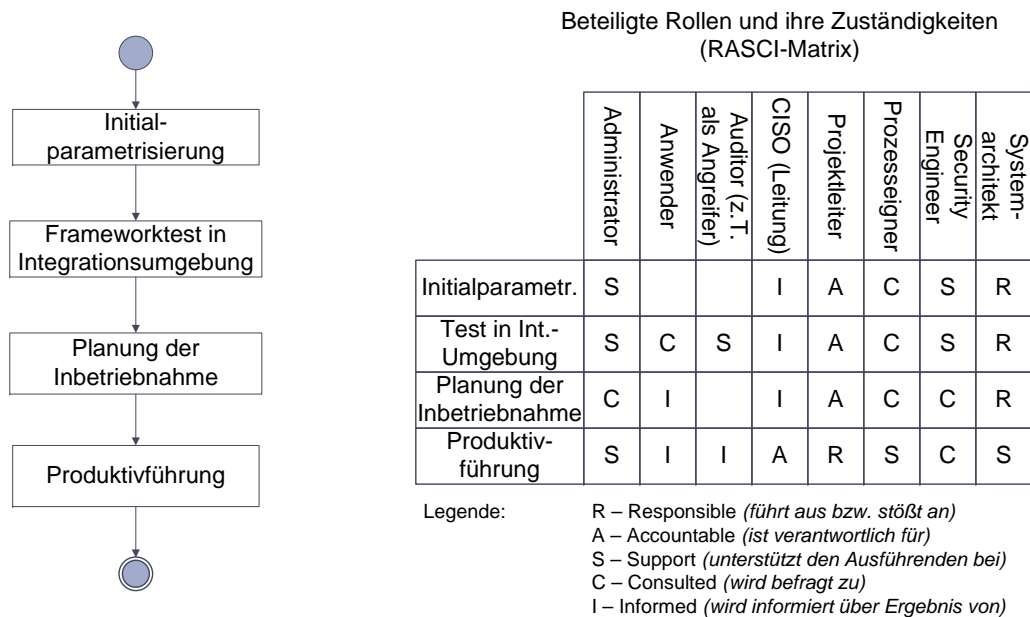 Initial-
parametrisierung
Frameworktest in
Integrationsumgebung
Planung der
Inbetriebnahme
Produktivführung
Beteiligte Rollen und ihre Zuständigkeiten
(RASCI-Matrix)
Administrator
Anwender
Auditor (z.T.
als Angreifer)
CISO (Leitung)
Projektleiter
Prozesseigner
Security
Engineer
System-
architekt
Initialparametr. S I A C S R
Test in Int.-
Umgebung S C S I A C S R
Planung der
Inbetriebnahme C I I A C C R
Produktiv-
führung S I I A R S C S
Legende:
R – Responsible (führt aus bzw. stößt an)
A – Accountable (ist verantwortlich für)
S – Support (unterstützt den Ausführenden bei)
C – Consulted (wird befragt zu)
I – Informed (wird informiert über Ergebnis von)